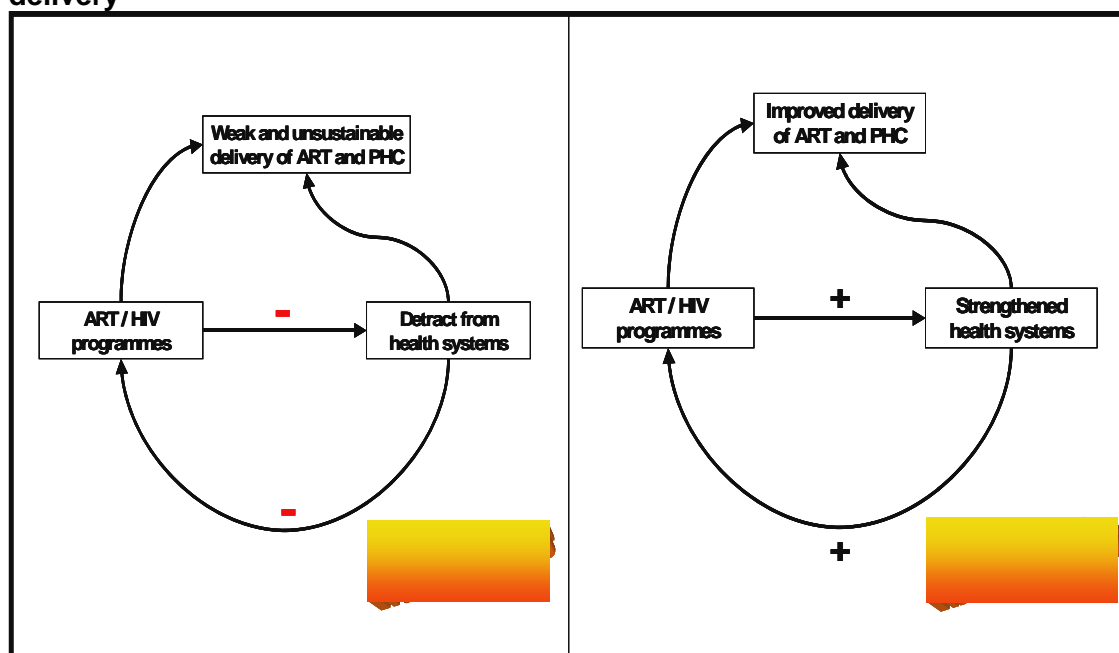 delivery
Weak and unsustainable
delivery of ART and PHC
ART / HIV
programmes
-
Detract from
health systems
-
Improved delivery
of ART and PHC
ART / HIV
programmes
+
Strengthened
health systems
+